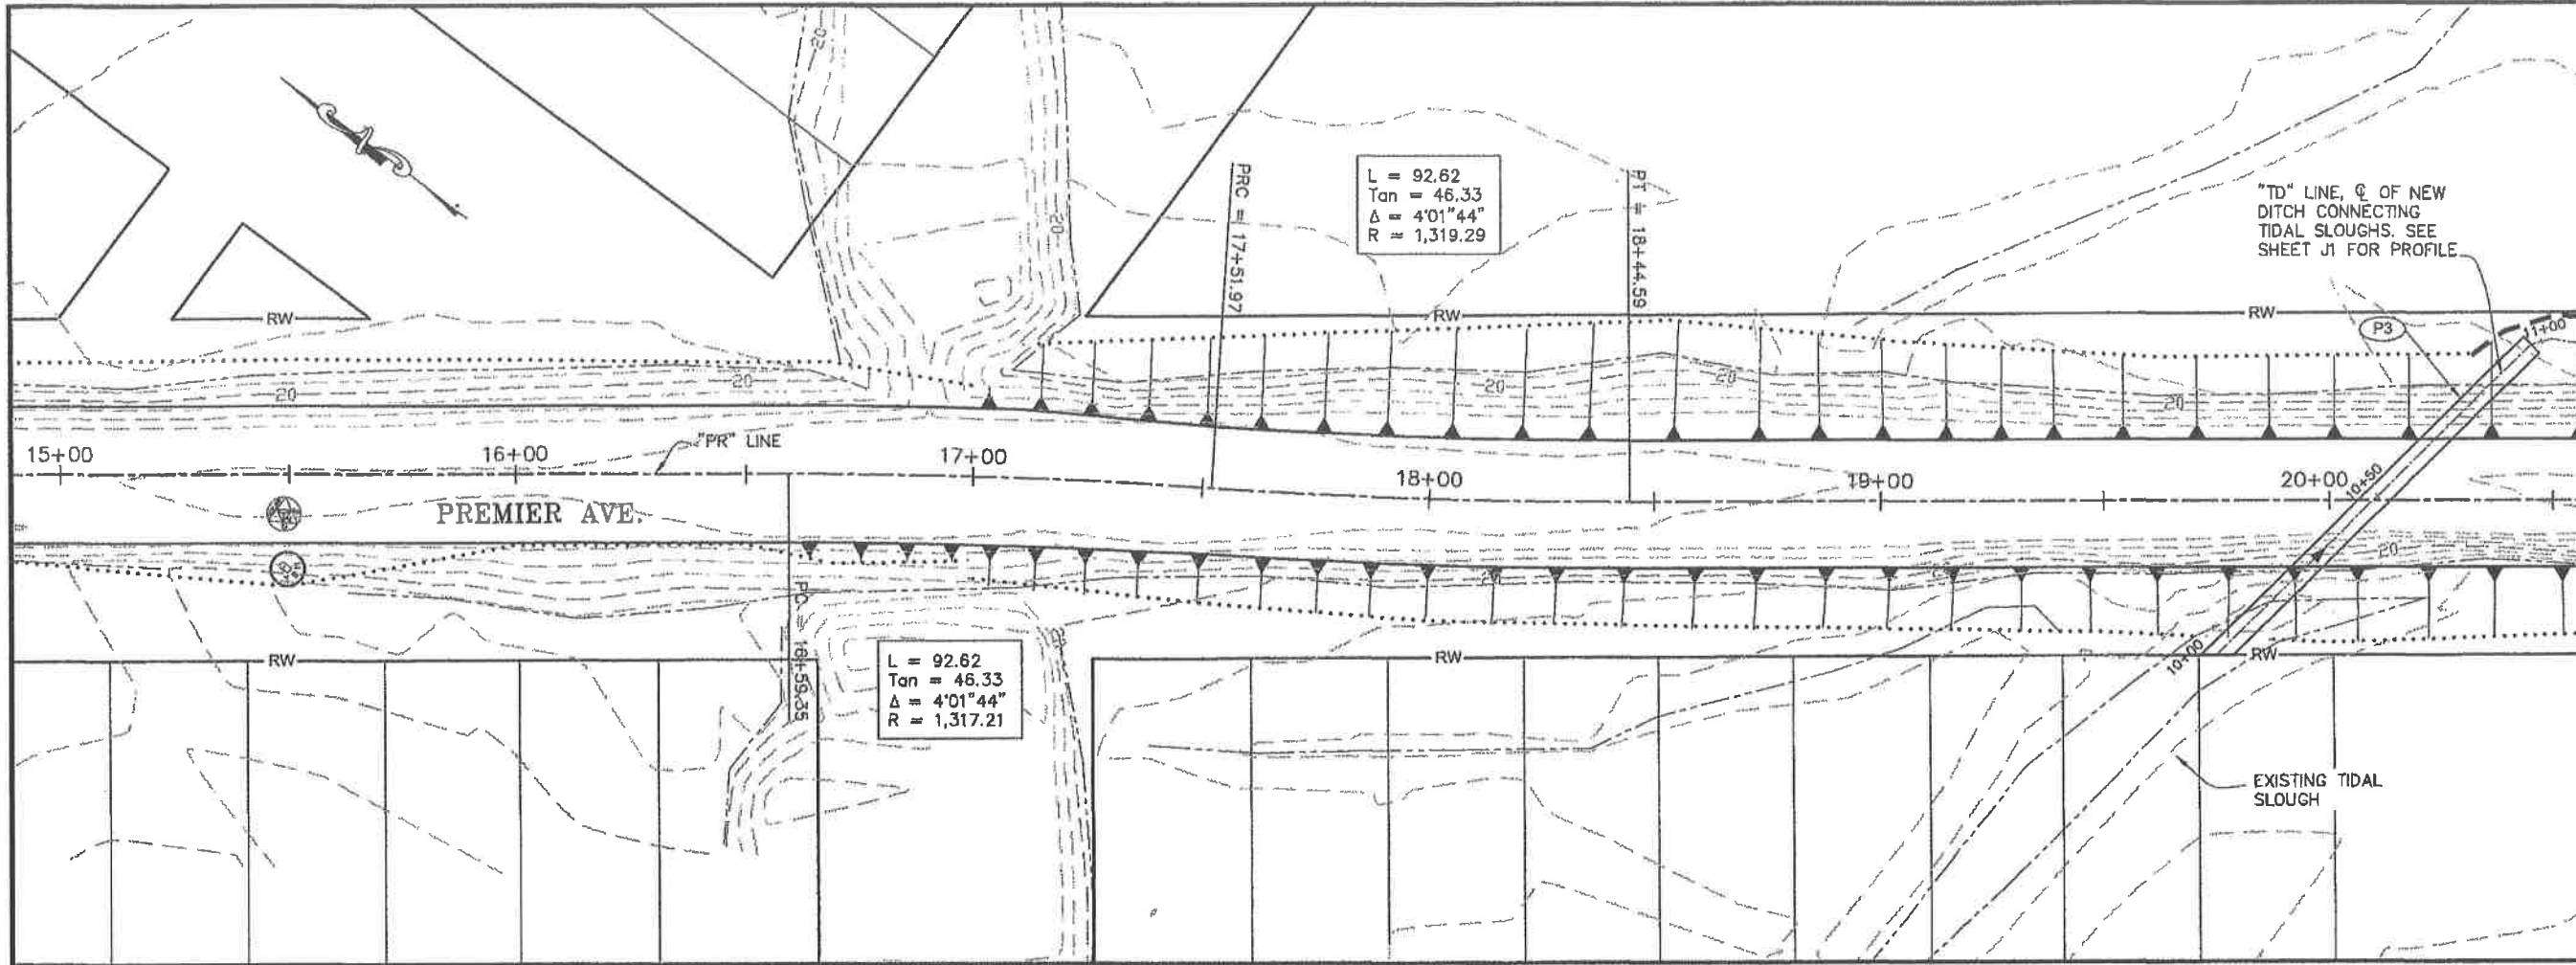 20
20
PRC = 17+51.97
L = 92.62
Tan = 46.33
Δ = 4'01"44"
R = 1,319.29
PT = 18+44.59
"TD" LINE, ℄ OF NEW
DITCH CONNECTING
TIDAL SLOUGHS. SEE
SHEET J1 FOR PROFILE
RW
RW
RW
P3
20
20
20
20
20
"PR" LINE
15+00
16+00
17+00
18+00
19+00
20+00
10+50
PREMIER AVE.
20
PC = 16+59.35
L = 92.62
Tan = 46.33
Δ = 4'01"44"
R = 1,317.21
RW
RW
10+00
RW
EXISTING TIDAL
SLOUGH